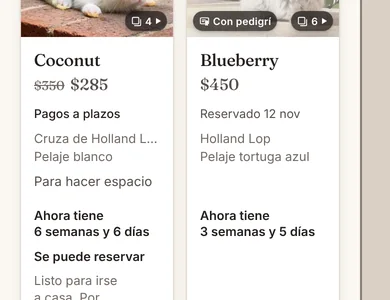 4
Coconut
$350 $285
Pagos a plazos
Cruza de Holland L...
Pelaje blanco
Para hacer espacio
Ahora tiene
6 semanas y 6 días
Se puede reservar
Listo para irse
a casa. Por
Con pedigrí
6
Blueberry
$450
Reservado 12 nov
Holland Lop
Pelaje tortuga azul
Ahora tiene
3 semanas y 5 días